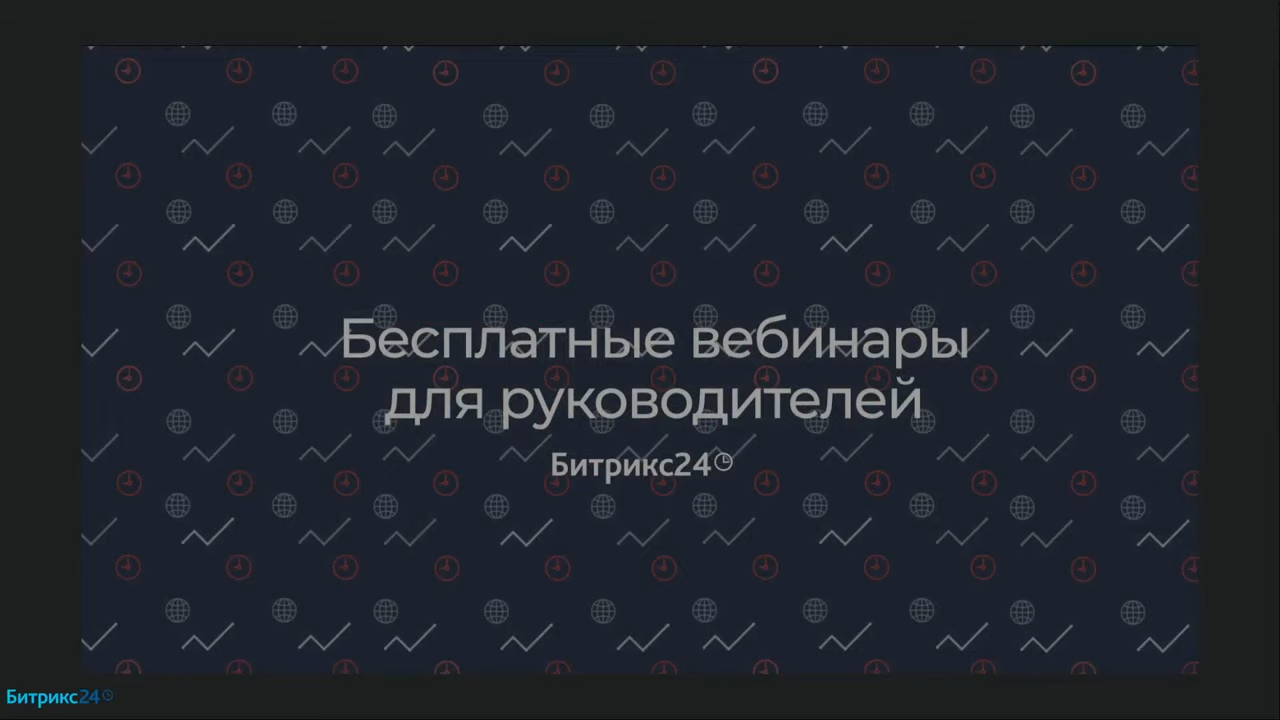 Бесплатные вебинары
для руководителей
Битрикс24
Битрикс24